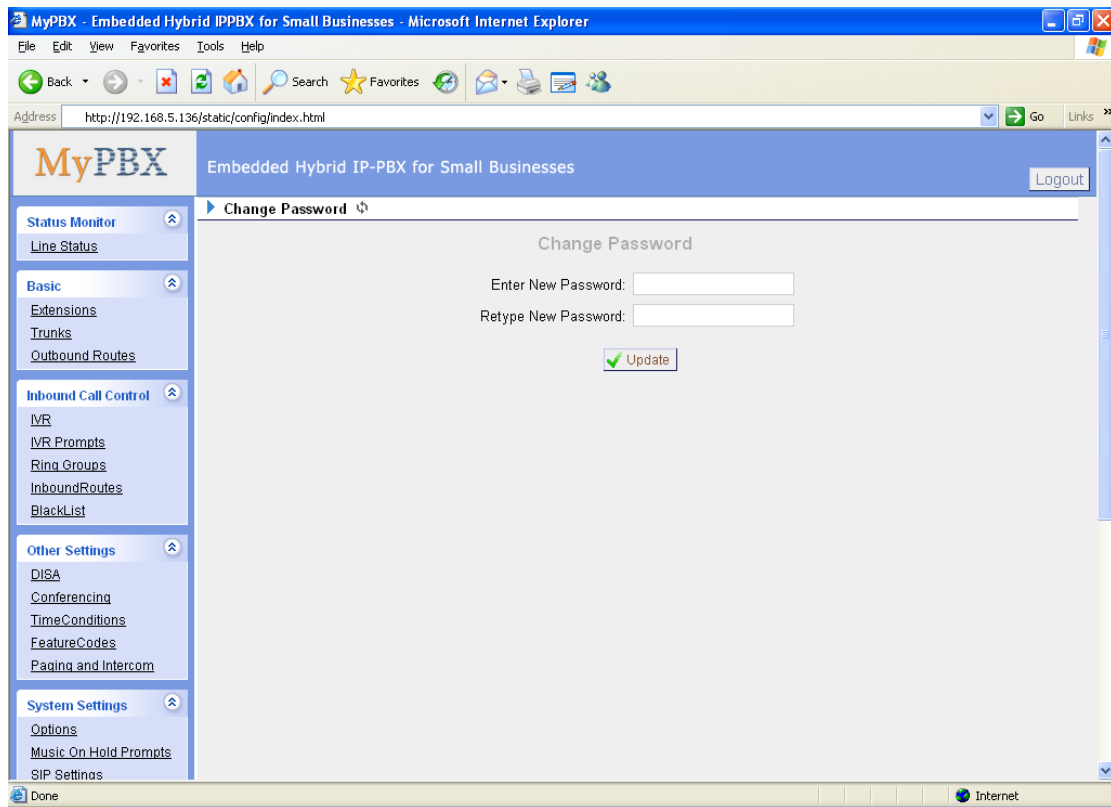 MyPBX - Embedded Hybrid IPPBX for Small Businesses - Microsoft Internet Explorer
File Edit View Favorites Tools Help
Back Search Favorites
Address http://192.168.5.136/static/config/index.html Go Links »
MyPBX
Embedded Hybrid IP-PBX for Small Businesses
Logout
Change Password
Status Monitor
Line Status
Basic
Extensions
Trunks
Outbound Routes
Inbound Call Control
IVR
IVR Prompts
Ring Groups
InboundRoutes
BlackList
Other Settings
DISA
Conferencing
TimeConditions
FeatureCodes
Paging and Intercom
System Settings
Options
Music On Hold Prompts
SIP Settings
Change Password
Enter New Password:
Retype New Password:
Update
Done Internet